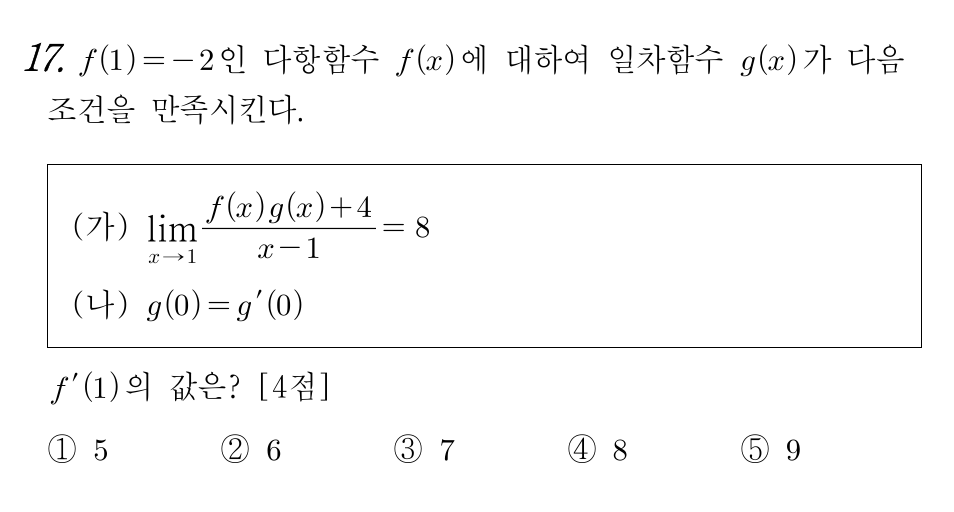 17. f(1)=−2인 다항함수 f(x)에 대하여 일차함수 g(x)가 다음
조건을 만족시킨다.
(가) lim_{x→1} \frac{f(x)g(x)+4}{x−1} = 8
(나) g(0)=g′(0)
f′(1)의 값은? [4점]
① 5 ② 6 ③ 7 ④ 8 ⑤ 9